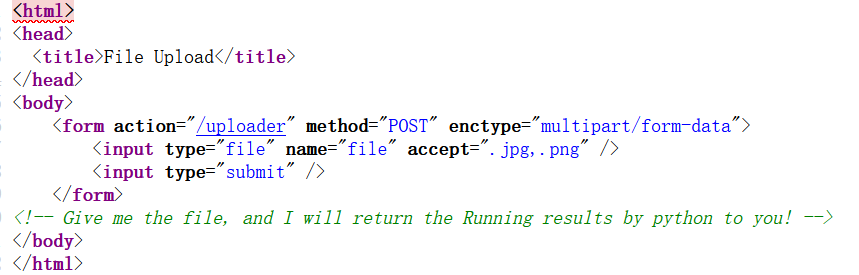 <html>
<head>
<title>File Upload</title>
</head>
<body>
<form action="/uploader" method="POST" enctype="multipart/form-data">
<input type="file" name="file" accept=".jpg,.png" />
<input type="submit" />
</form>
<!-- Give me the file, and I will return the Running results by python to you! -->
</body>
</html>